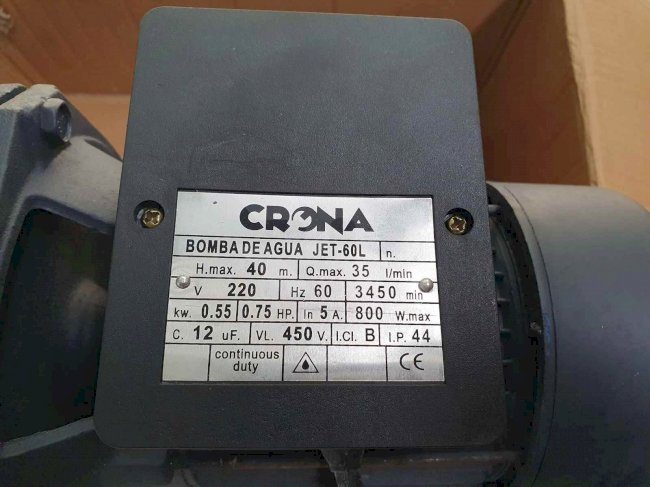 CRONA
BOMBA DE AGUA JET-60L n.
H.max. 40 m. Q.max. 35 l/min
V 220 Hz 60 3450 min
kw. 0.55 0.75 HP. In 5 A. 800 W.max
C. 12 uF. VL. 450 V. I.Cl. B I.P. 44
continuous duty CE